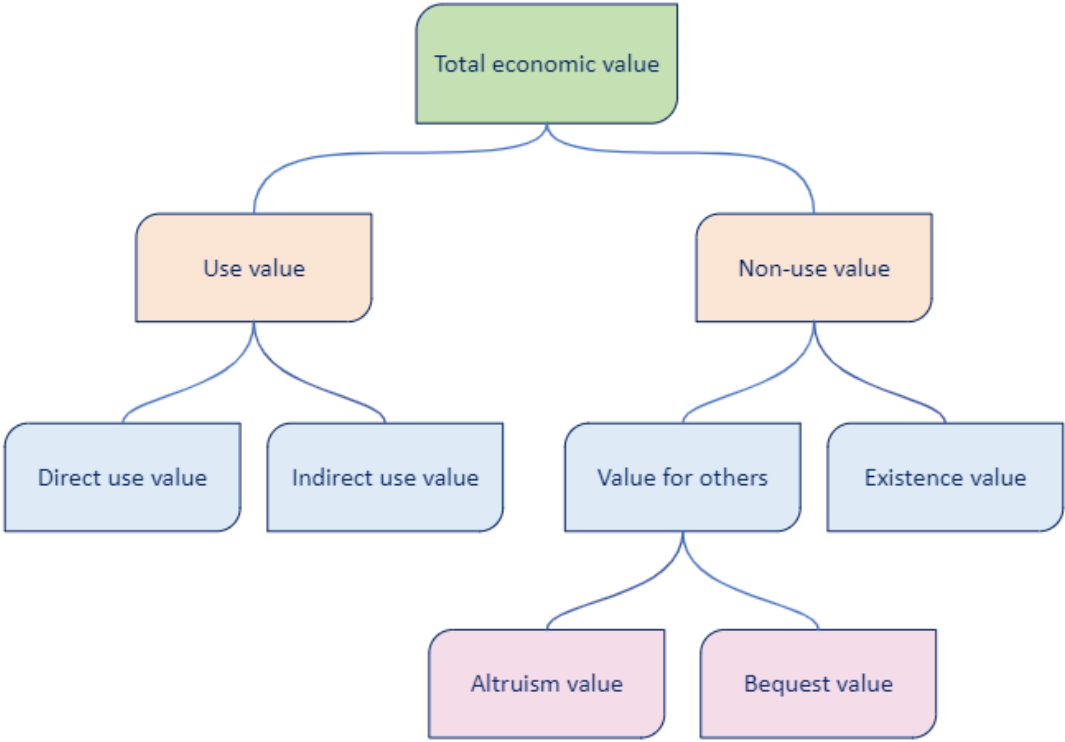 Total economic value
Use value
Non-use value
Direct use value
Indirect use value
Value for others
Existence value
Altruism value
Bequest value